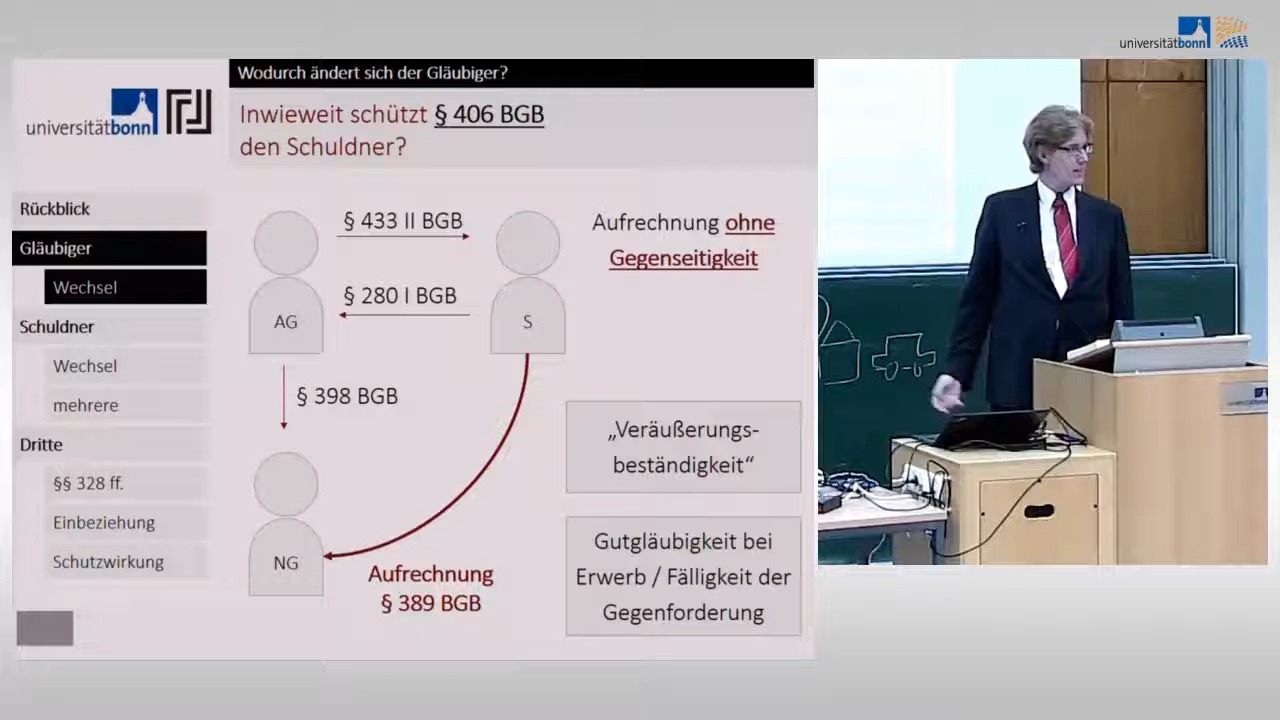 universitätbonn
Wodurch ändert sich der Gläubiger?
universitätbonn
Inwieweit schützt § 406 BGB
den Schuldner?
Rückblick
Gläubiger
Wechsel
Schuldner
Wechsel
mehrere
Dritte
§§ 328 ff.
Einbeziehung
Schutzwirkung
§ 433 II BGB
§ 280 I BGB
AG
S
§ 398 BGB
NG
Aufrechnung
§ 389 BGB
Aufrechnung ohne
Gegenseitigkeit
„Veräußerungs-
beständigkeit“
Gutgläubigkeit bei
Erwerb / Fälligkeit der
Gegenforderung